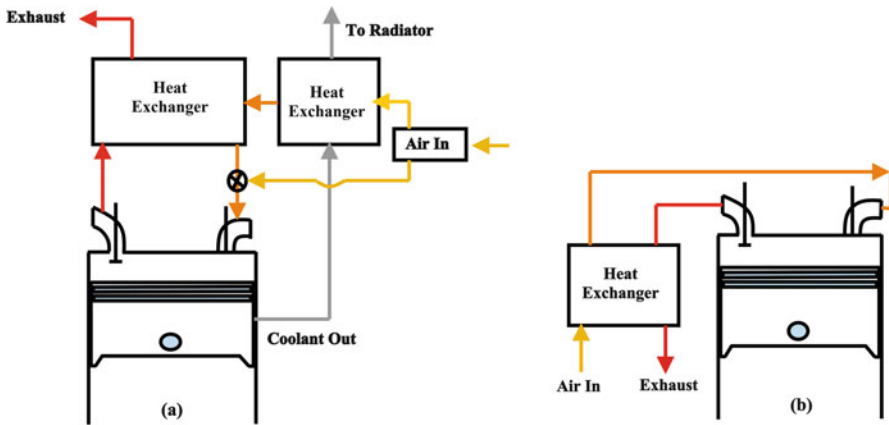 Exhaust
To Radiator
Heat
Exchanger
Heat
Exchanger
Air In
Coolant Out
(a)
Heat
Exchanger
Air In
Exhaust
(b)